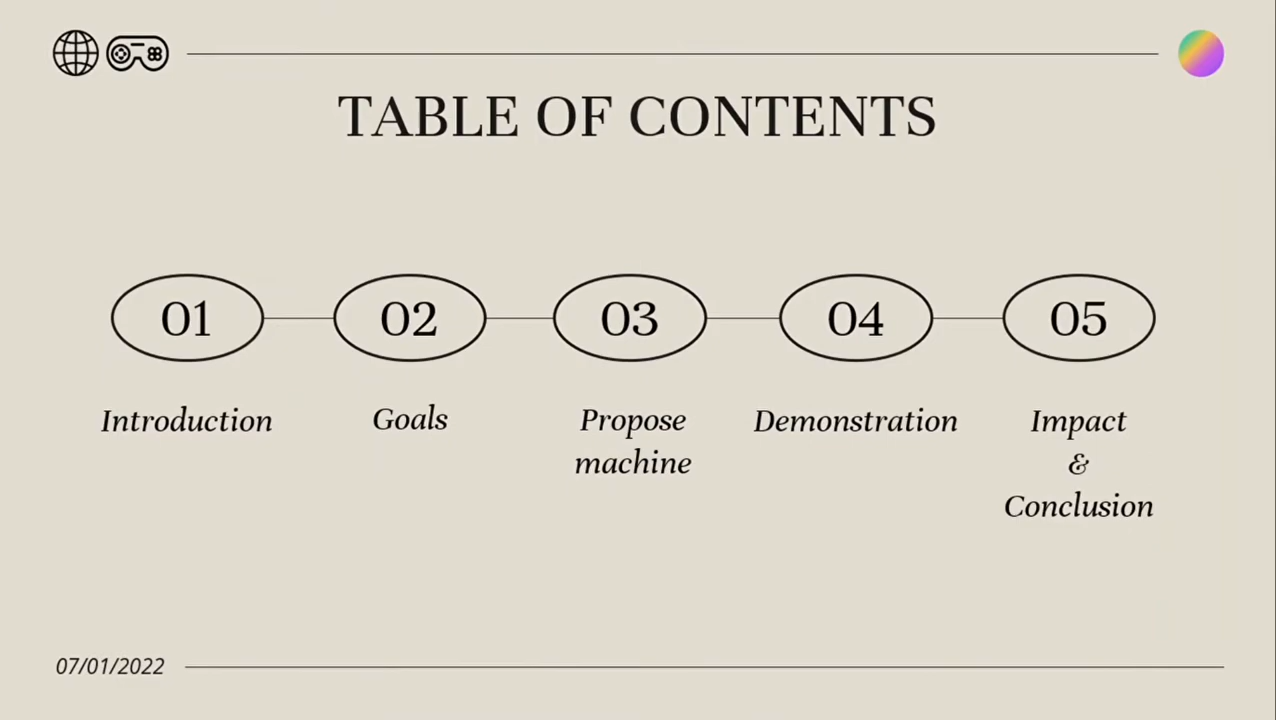 TABLE OF CONTENTS
01
02
03
04
05
Introduction
Goals
Propose
machine
Demonstration
Impact
&
Conclusion
07/01/2022